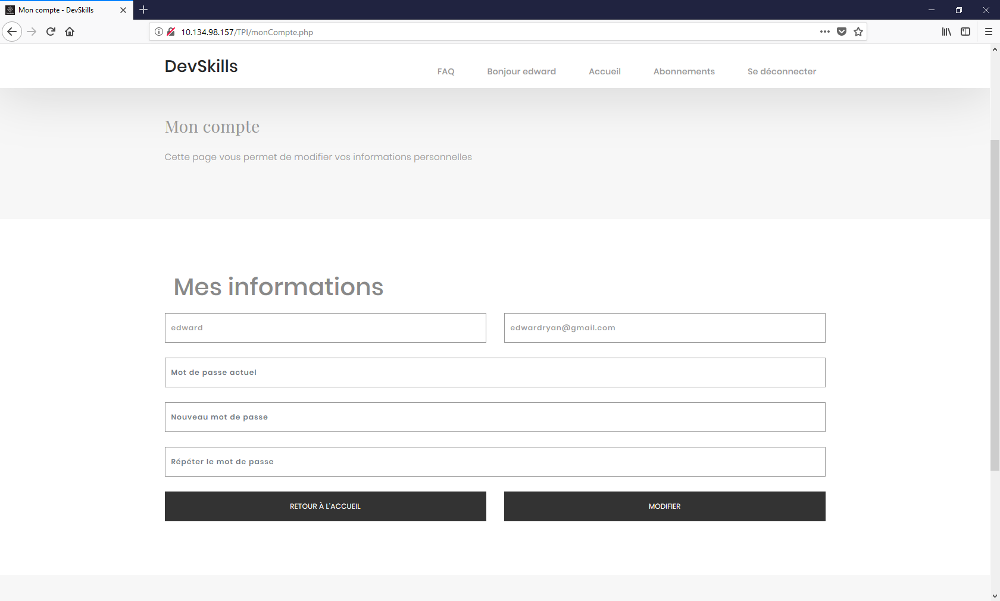 Mon compte - DevSkills
10.134.98.157/TPI/monCompte.php
DevSkills
FAQ
Bonjour edward
Accueil
Abonnements
Se déconnecter
Mon compte
Cette page vous permet de modifier vos informations personnelles
Mes informations
edward
edwardryan@gmail.com
Mot de passe actuel
Nouveau mot de passe
Répéter le mot de passe
RETOUR À L'ACCUEIL
MODIFIER